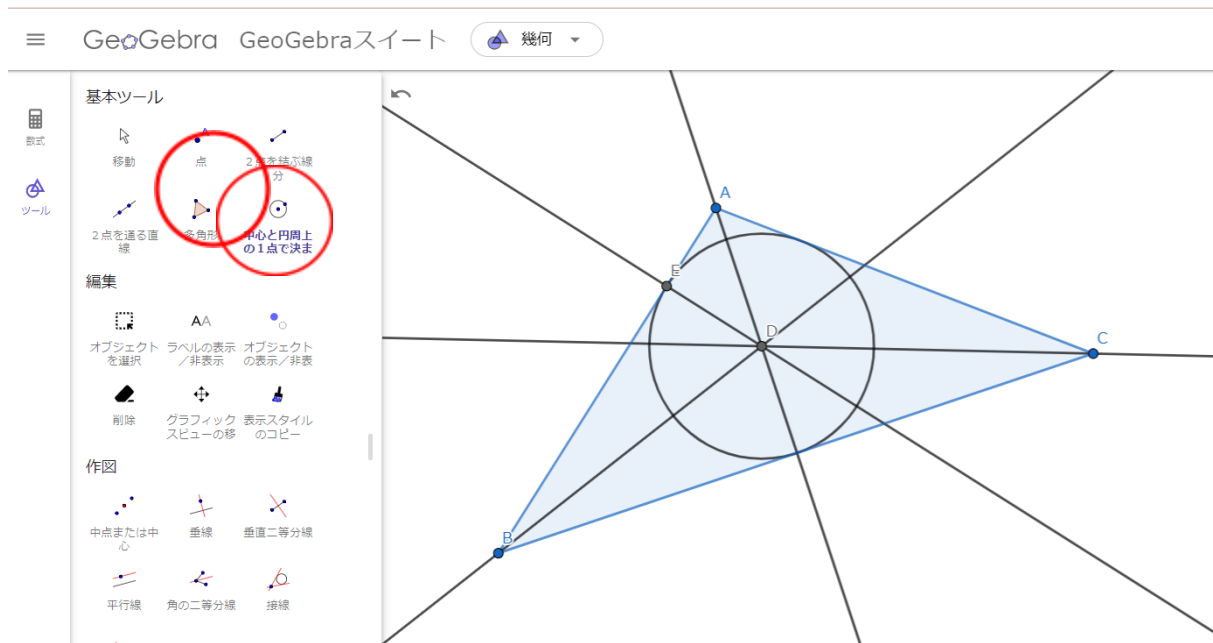 GeoGebra GeoGebraスイート 幾何
数式
ツール
基本ツール
移動 点 2点を結ぶ線
分
2点を通る直
線
多角形 中心と円周上
の1点で決ま
編集
オブジェクト
を選択
ラベルの表示
/非表示
オブジェクト
の表示/非表
削除 グラフィック
スビューの移
表示スタイル
のコピー
作図
中点または中
心
垂線 垂直二等分線
平行線 角の二等分線 接線
A
E
D
C
B